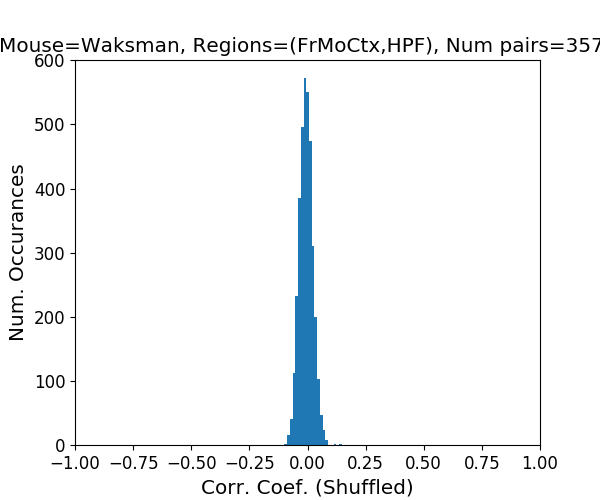 Mouse=Waksman, Regions=(FrMoCtx,HPF), Num pairs=357
600
500
400
300
200
100
0
Num. Occurances
−1.00 −0.75 −0.50 −0.25 0.00 0.25 0.50 0.75 1.00
Corr. Coef. (Shuffled)